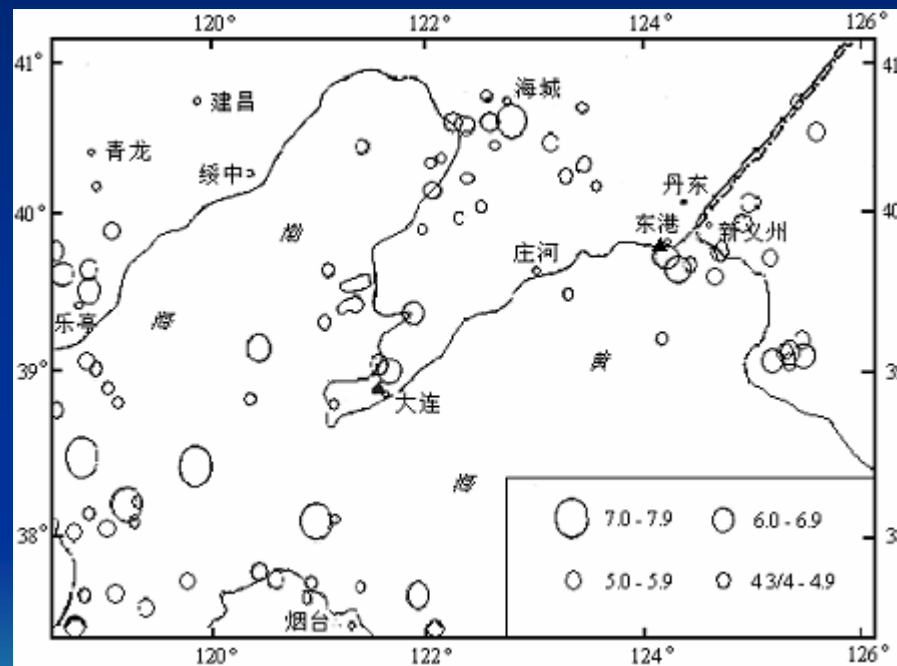 120° 122° 124° 126°
41° 41
海城
建昌
青龙
绥中
丹东
40° 40
渤 东港 新义州
庄河
乐亭
海
39° 39
黄
大连
海
7.0 - 7.9 6.0 - 6.9
38° 38
5.0 - 5.9 4 3/4 - 4.9
烟台
120° 122° 124° 126°